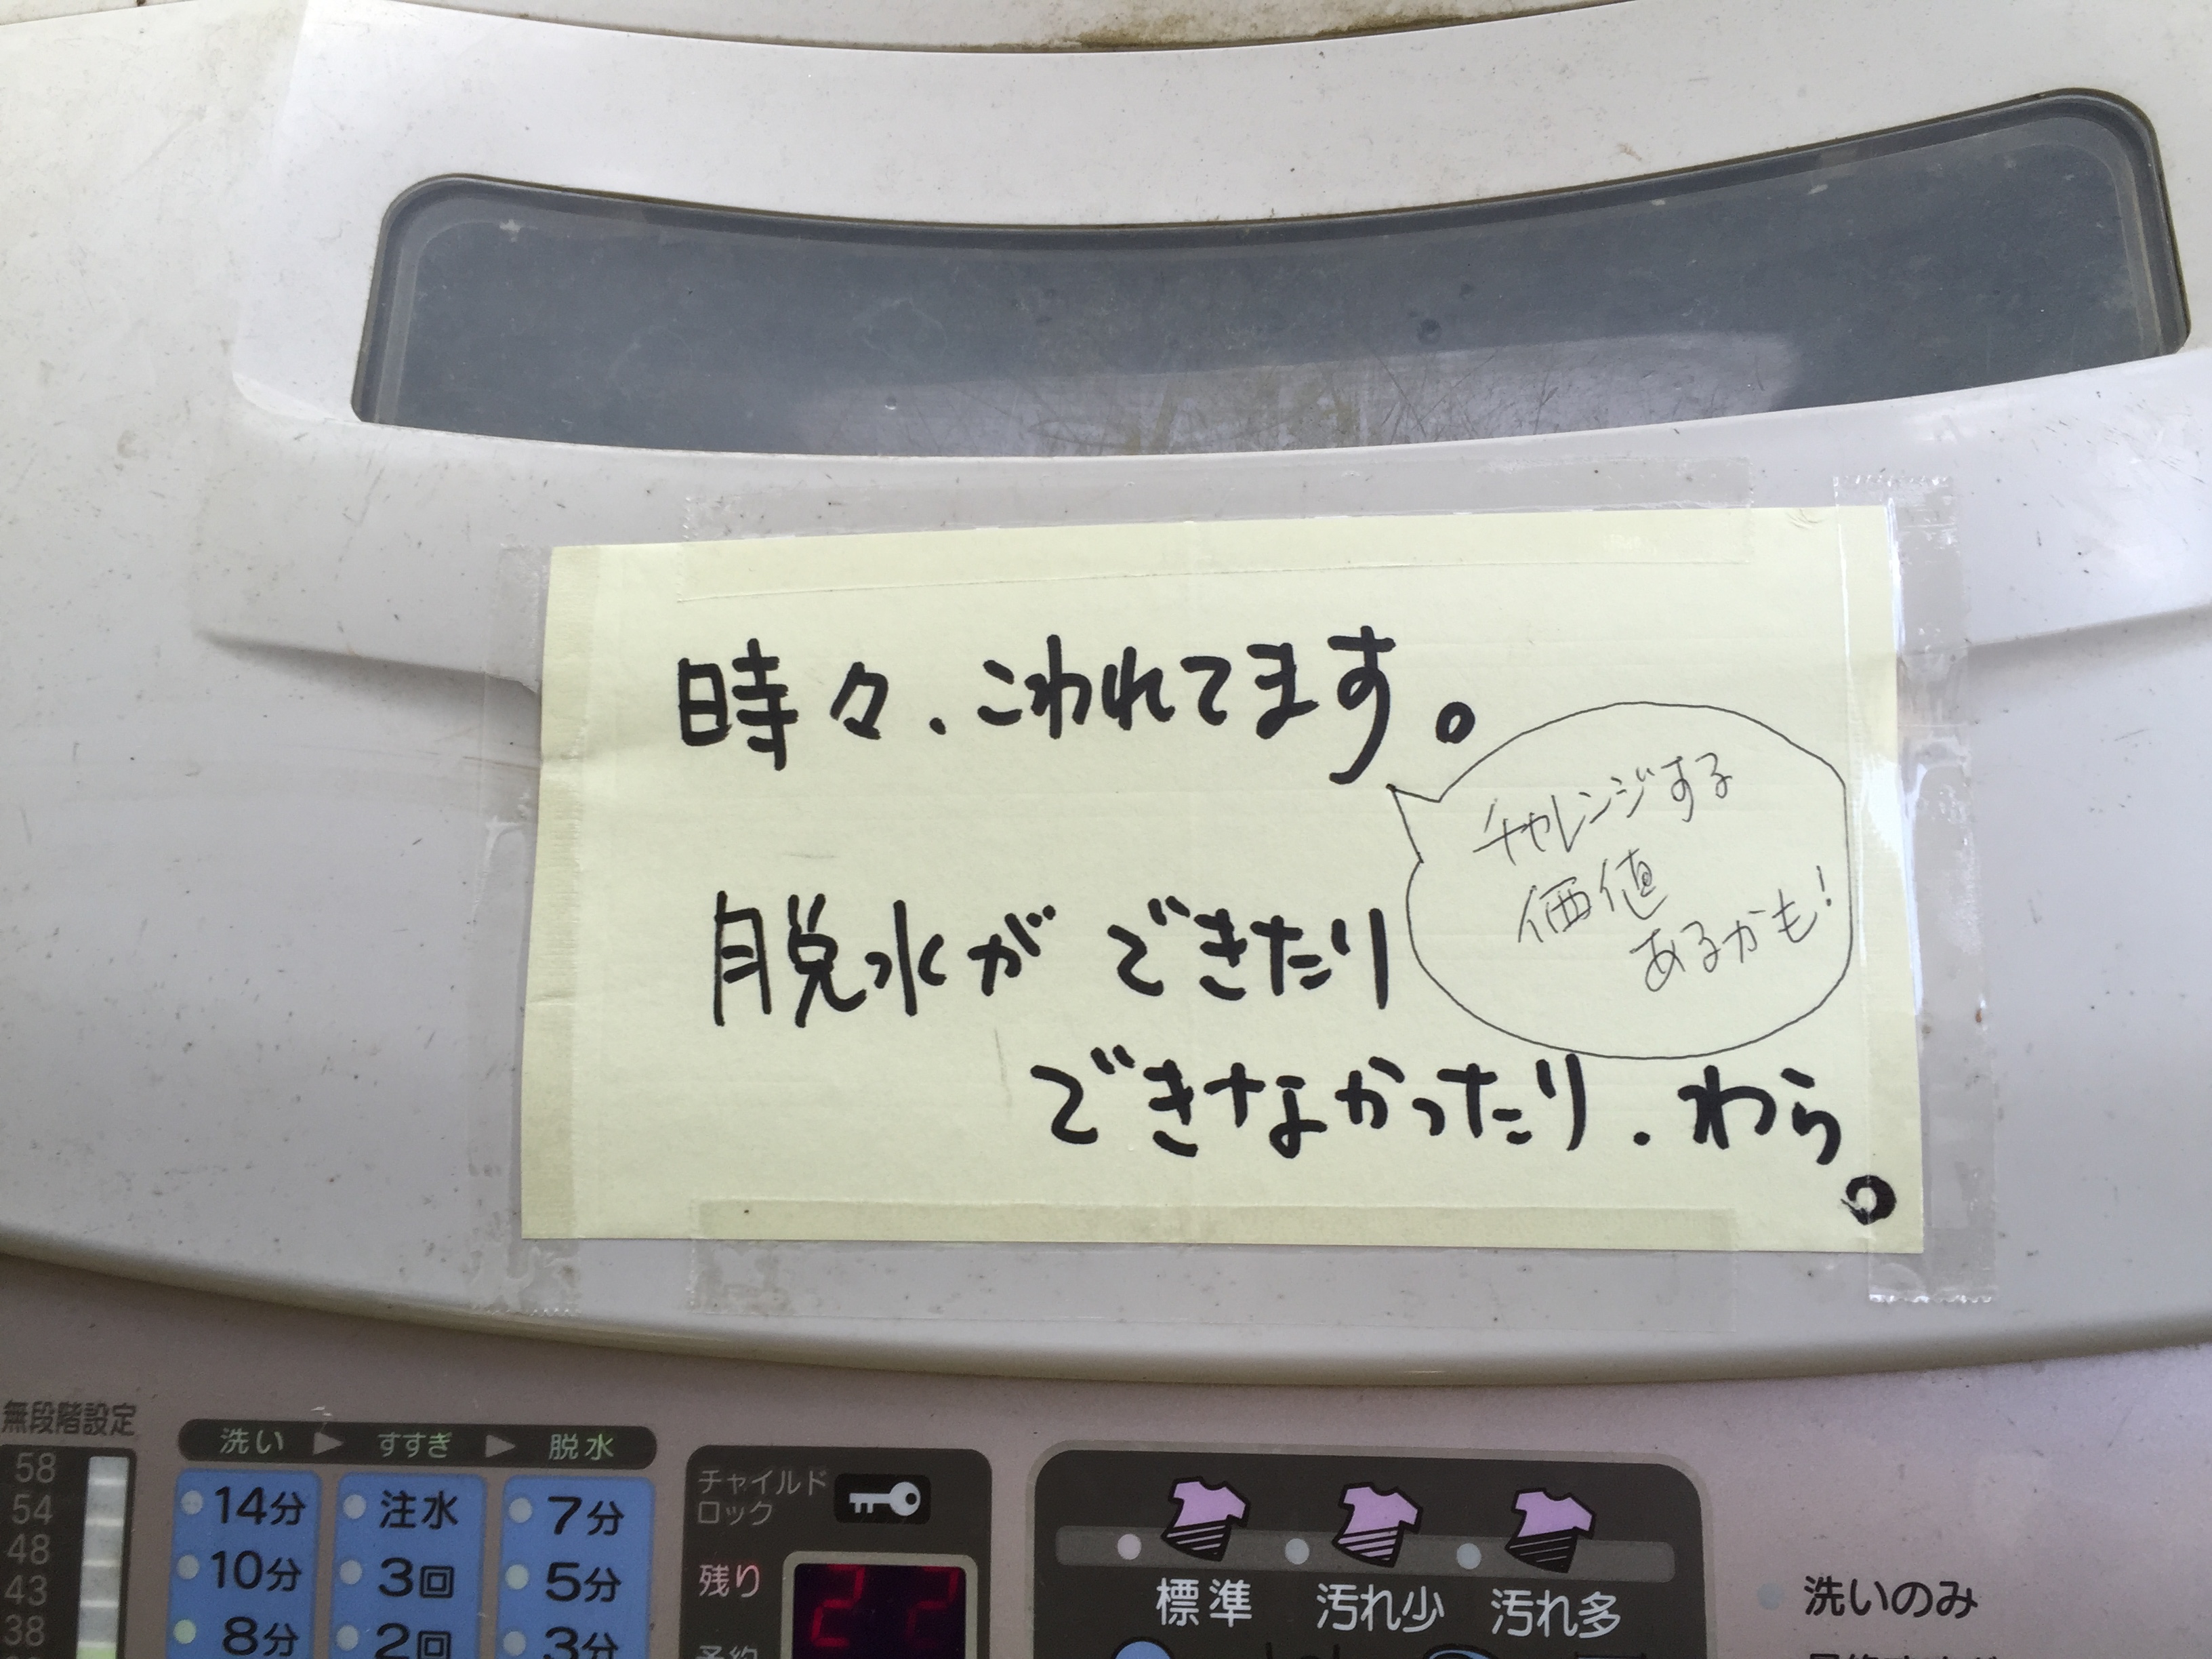 時々、こわれてます。
チャレンジする
価値
あるかも!
脱水ができたり
できなかったり、わら。
無段階設定
58
54
48
43
38
洗い ▶ すすぎ ▶ 脱水
14分 注水 7分
10分 3回 5分
8分 2回 3分
チャイルド
ロック
残り
22
予約
標準 汚れ少 汚れ多
洗いのみ